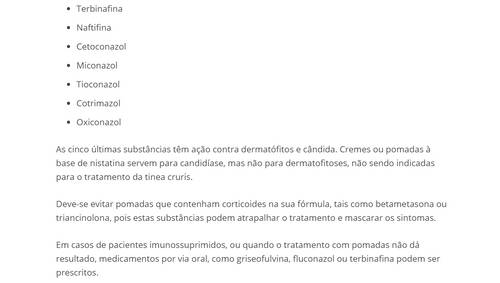 Terbinafina
Naftifina
Cetoconazol
Miconazol
Tioconazol
Cotrimazol
Oxiconazol
As cinco últimas substâncias têm ação contra dermatófitos e cândida. Cremes ou pomadas à
base de nistatina servem para candidíase, mas não para dermatofitoses, não sendo indicadas
para o tratamento da tinea cruris.
Deve-se evitar pomadas que contenham corticoides na sua fórmula, tais como betametasona ou
triancinolona, pois estas substâncias podem atrapalhar o tratamento e mascarar os sintomas.
Em casos de pacientes imunossuprimidos, ou quando o tratamento com pomadas não dá
resultado, medicamentos por via oral, como griseofulvina, fluconazol ou terbinafina podem ser
prescritos.